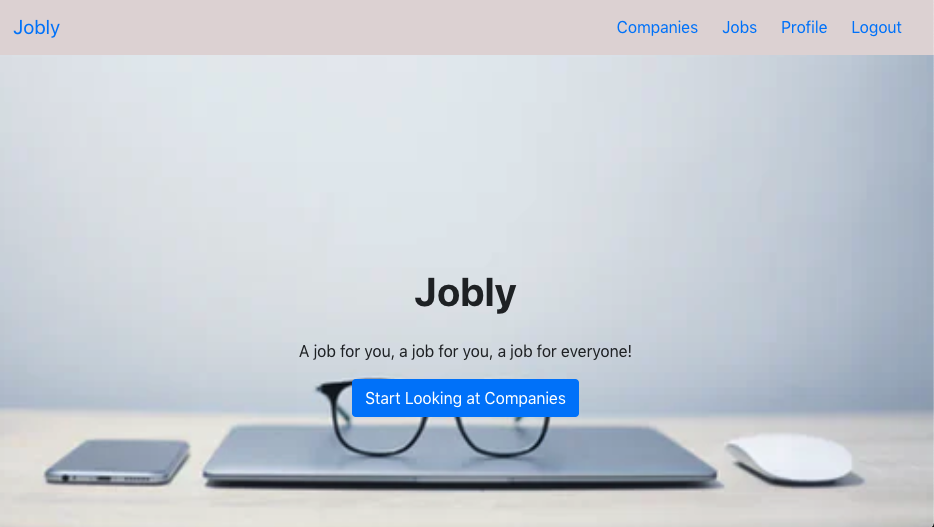 Jobly
Companies Jobs Profile Logout
Jobly
A job for you, a job for you, a job for everyone!
Start Looking at Companies